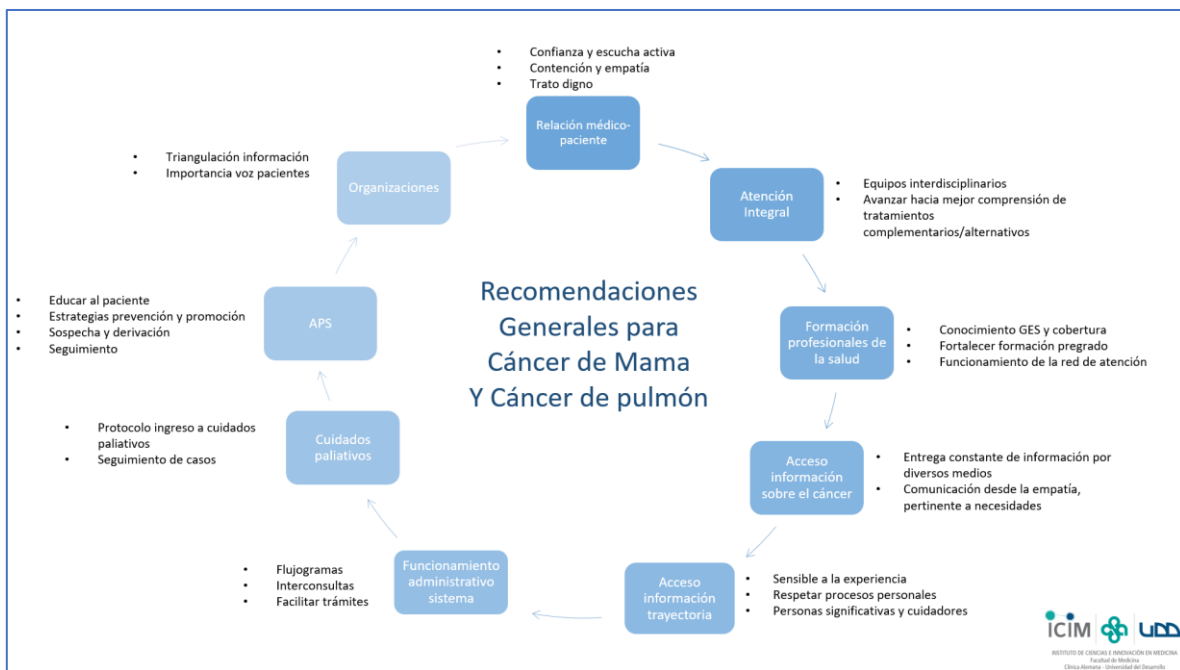 Confianza y escucha activa
Contención y empatía
Trato digno
Relación médico-
paciente
Equipos interdisciplinarios
Avanzar hacia mejor comprensión de
tratamientos
complementarios/alternativos
Atención
Integral
Conocimiento GES y cobertura
Fortalecer formación pregrado
Funcionamiento de la red de atención
Formación
profesionales de
la salud
Entrega constante de información por
diversos medios
Comunicación desde la empatía,
pertinente a necesidades
Acceso
información
sobre el cáncer
Sensible a la experiencia
Respetar procesos personales
Personas significativas y cuidadores
Acceso
información
trayectoria
Flujogramas
Interconsultas
Facilitar trámites
Funcionamiento
administrativo
sistema
Protocolo ingreso a cuidados
paliativos
Seguimiento de casos
Cuidados
paliativos
Educar al paciente
Estrategias prevención y promoción
Sospecha y derivación
Seguimiento
APS
Triangulación información
Importancia voz pacientes
Organizaciones
Recomendaciones
Generales para
Cáncer de Mama
Y Cáncer de pulmón
iCiM
UDD
INSTITUTO DE CIENCIAS E INNOVACIÓN EN MEDICINA
Facultad de Medicina
Clínica Alemana - Universidad del Desarrollo